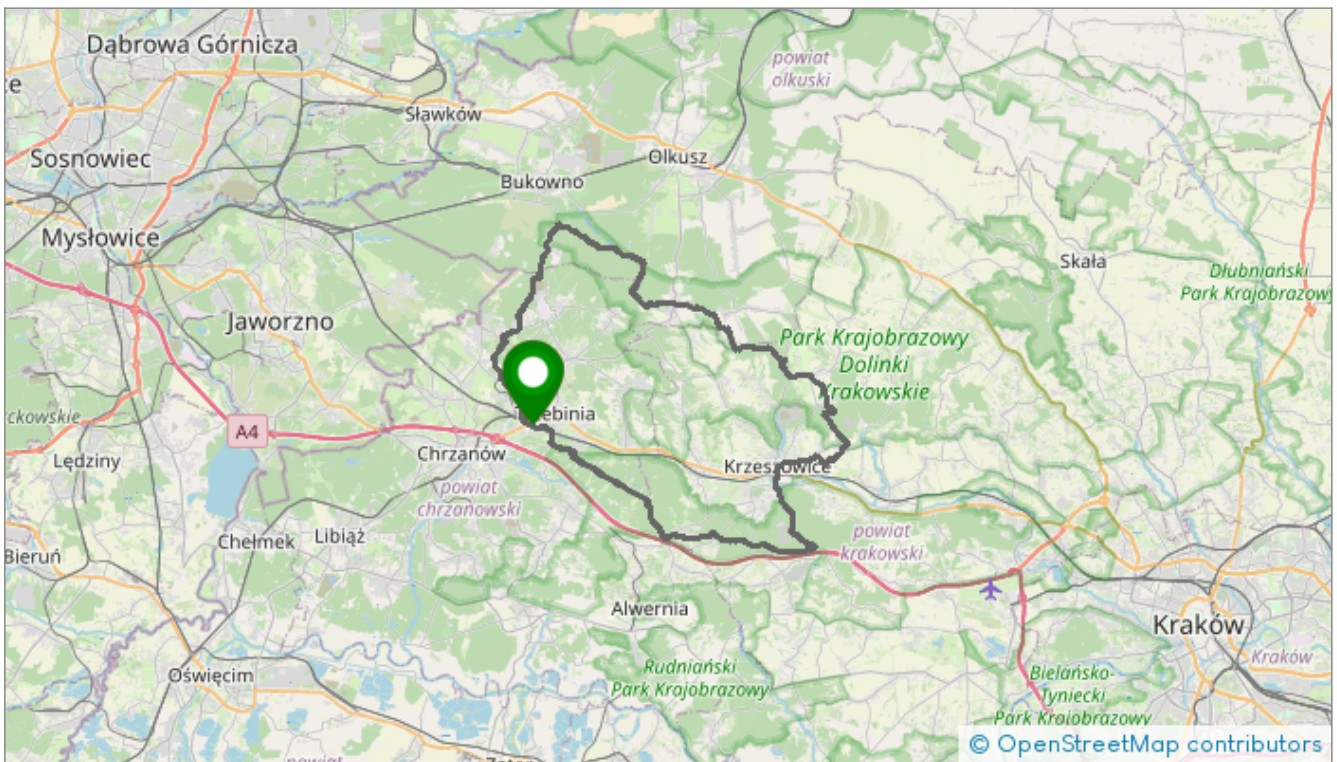 Dąbrowa Górnicza
powiat
olkuski
Sławków
Sosnowiec
Olkusz
Bukowno
Mysłowice
Skała
Dłubniański
Park Krajobrazowy
Jaworzno
Park Krajobrazowy
Dolinki
Krakowskie
A4
Chrzanów
Lędziny
Krzeszowice
powiat
chrzanowski
Chełmek
Libiąż
powiat
krakowski
Bieruń
Alwernia
Kraków
Kraków
Oświęcim
Rudniański
Park Krajobrazowy
Bielańsko-
Tyniecki
Park Krajobrazowy
© OpenStreetMap contributors